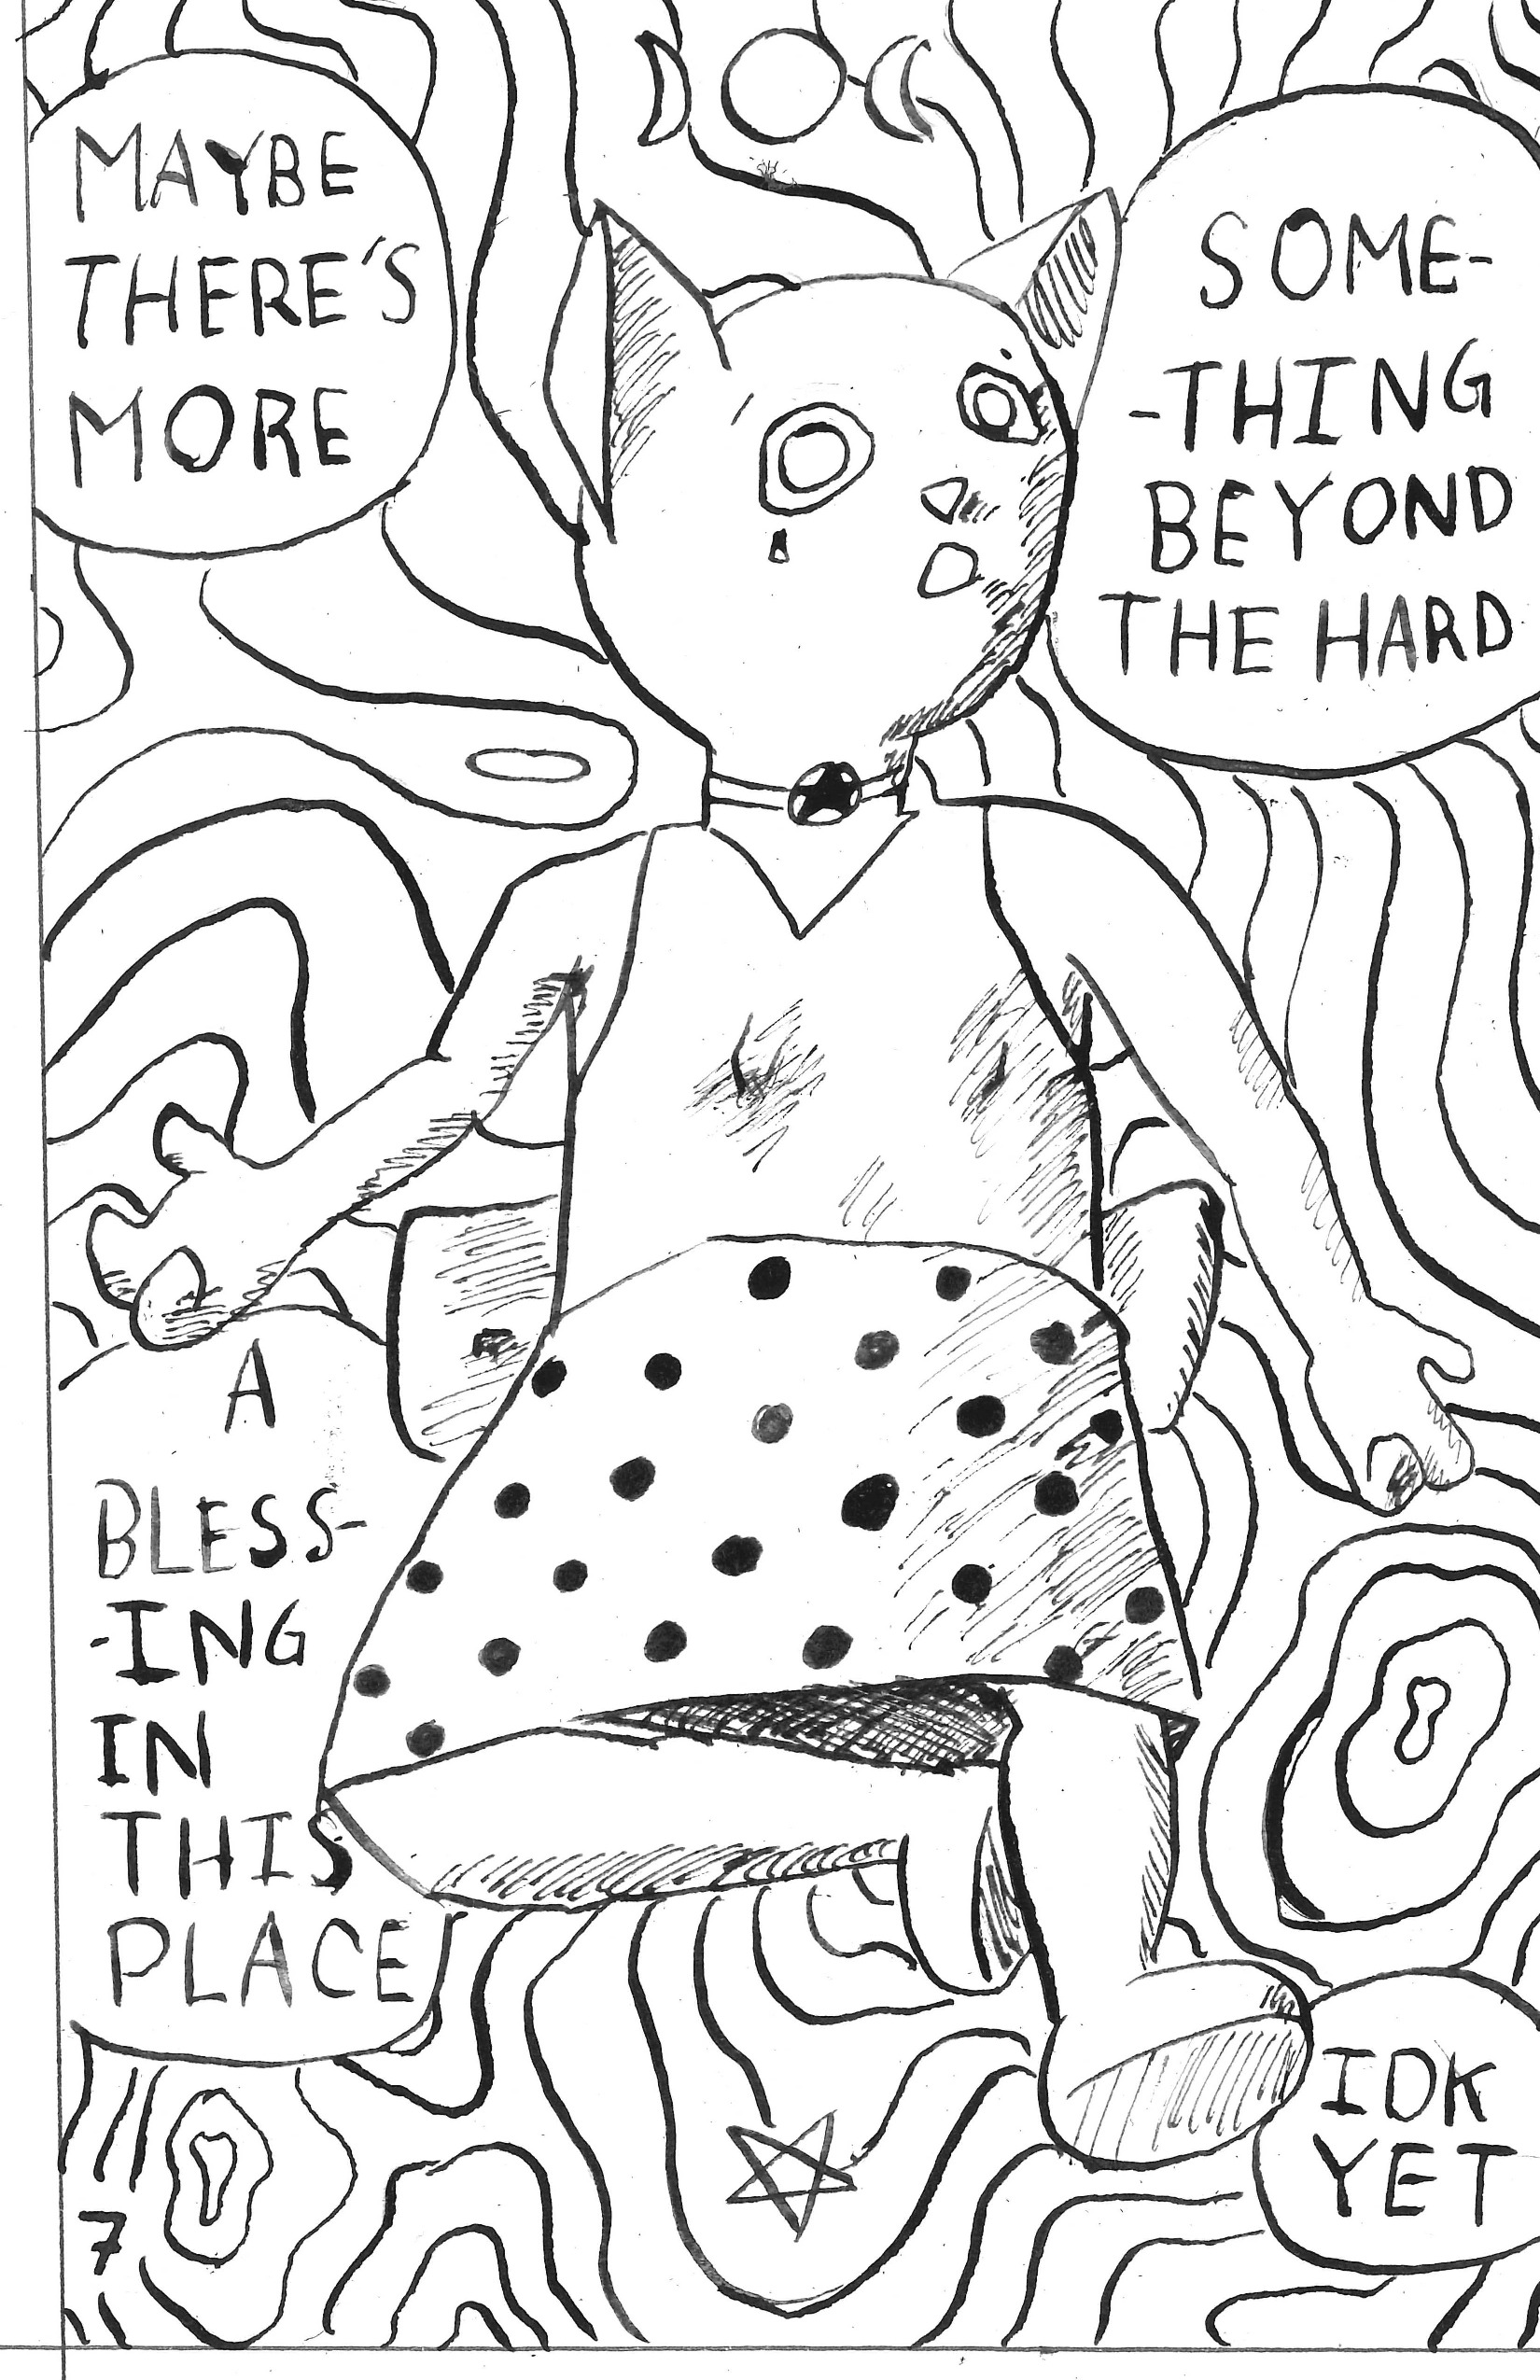 MAYBE
THERE'S
MORE
SOME-
-THING
BEYOND
THE HARD
A
BLESS-
-ING
IN
THIS
PLACE
IDK
YET
7